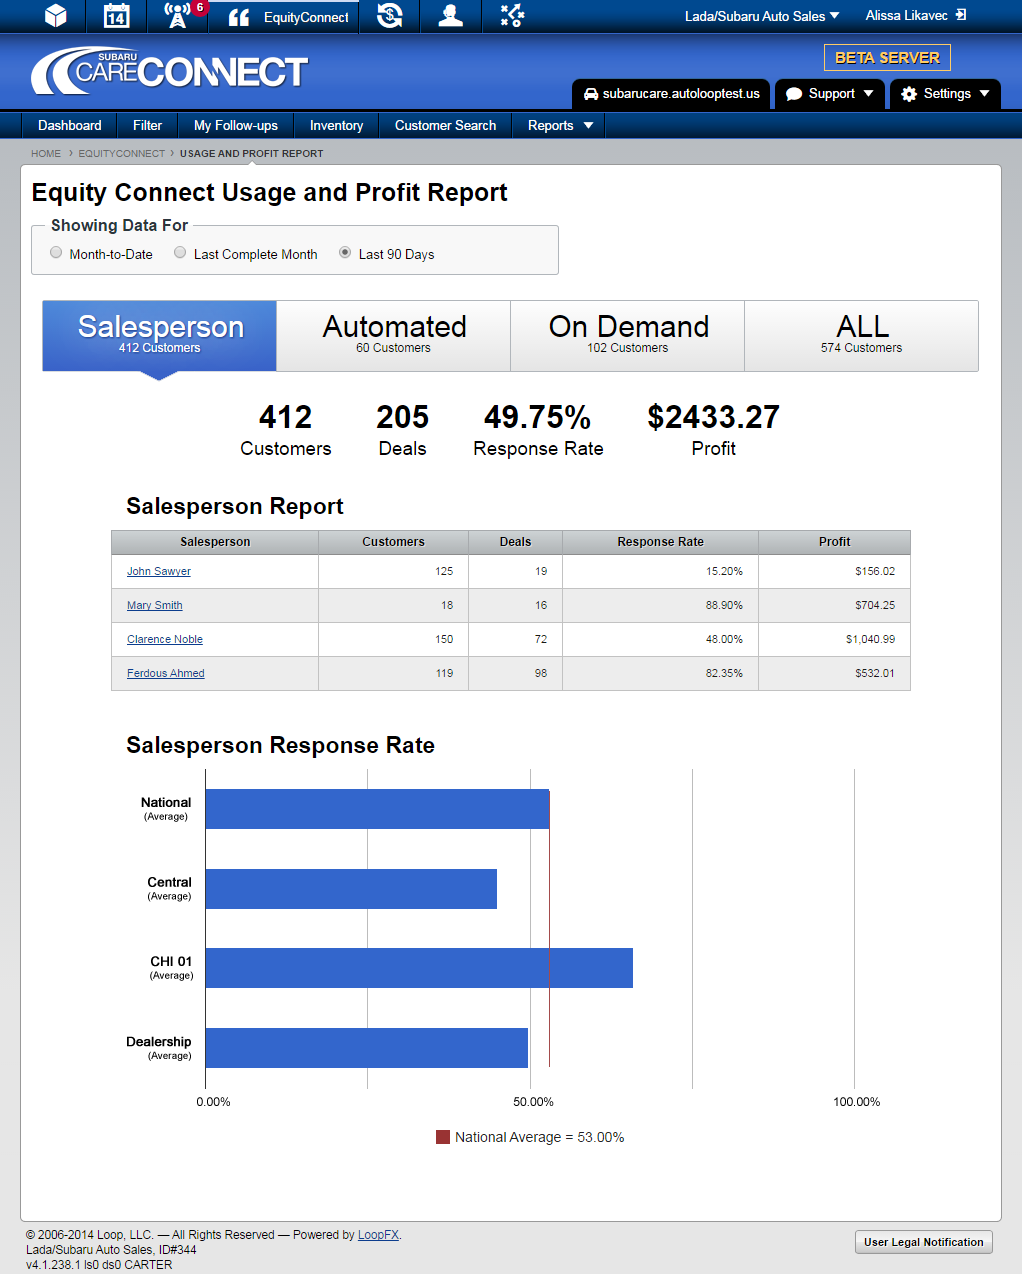 14
6
EquityConnect
Lada/Subaru Auto Sales
Alissa Likavec
SUBARU
CARECONNECT
BETA SERVER
subarucare.autolooptest.us
Support
Settings
Dashboard Filter My Follow-ups Inventory Customer Search Reports
HOME › EQUITYCONNECT › USAGE AND PROFIT REPORT
Equity Connect Usage and Profit Report
Showing Data For
Month-to-Date Last Complete Month Last 90 Days
Salesperson Automated On Demand ALL
412 Customers 60 Customers 102 Customers 574 Customers
412 205 49.75% $2433.27
Customers Deals Response Rate Profit
Salesperson Report
Salesperson Customers Deals Response Rate Profit
John Sawyer 125 19 15.20% $156.02
Mary Smith 18 16 88.90% $704.25
Clarence Noble 150 72 48.00% $1,040.99
Ferdous Ahmed 119 98 82.35% $532.01
Salesperson Response Rate
National
(Average)
Central
(Average)
CHI 01
(Average)
Dealership
(Average)
0.00% 50.00% 100.00%
National Average = 53.00%
© 2006-2014 Loop, LLC. — All Rights Reserved — Powered by LoopFX.
Lada/Subaru Auto Sales, ID#344
v4.1.238.1 ls0 ds0 CARTER
User Legal Notification